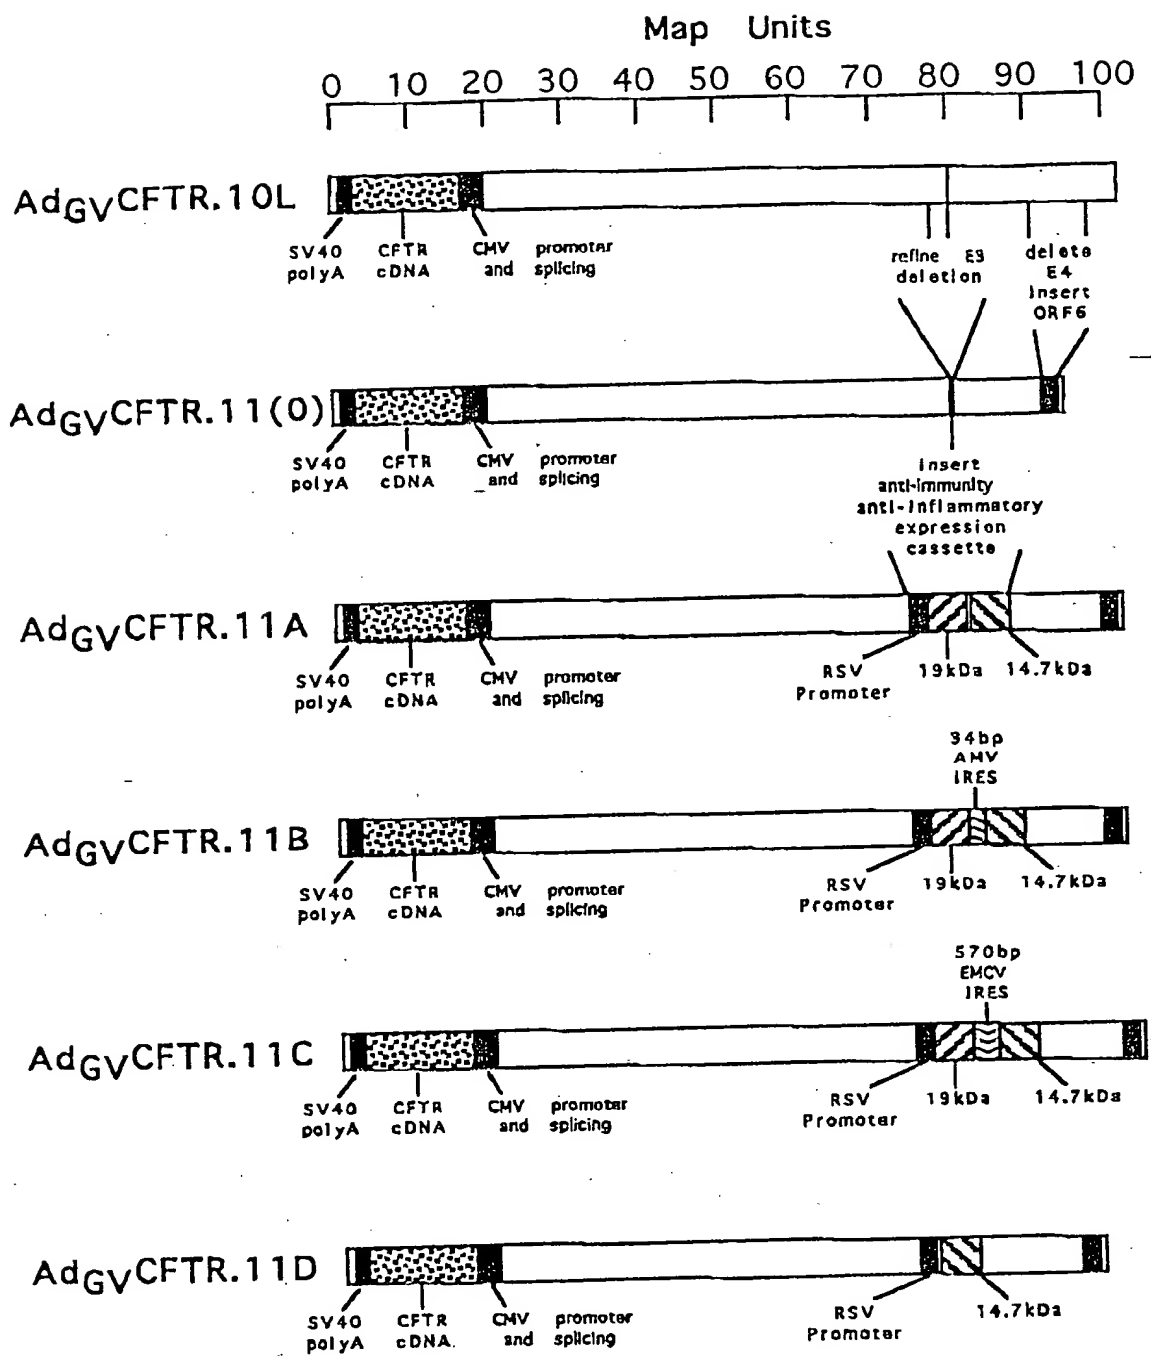 Map Units
0 10 20 30 40 50 60 70 80 90 100
AdGVCFTR.10L
SV40 polyA
CFTR cDNA
CMV promoter and splicing
refine E3 deletion
delete E4 insert ORF6
AdGVCFTR.11(0)
SV40 polyA
CFTR cDNA
CMV promoter and splicing
insert
anti-immunity
anti-inflammatory
expression
cassette
AdGVCFTR.11A
SV40 polyA
CFTR cDNA
CMV promoter and splicing
RSV Promoter
19kDa
14.7kDa
34bp
AMV
IRES
AdGVCFTR.11B
SV40 polyA
CFTR cDNA
CMV promoter and splicing
RSV Promoter
19kDa
14.7kDa
570bp
EMCV
IRES
AdGVCFTR.11C
SV40 polyA
CFTR cDNA
CMV promoter and splicing
RSV Promoter
19kDa
14.7kDa
AdGVCFTR.11D
SV40 polyA
CFTR cDNA.
CMV promoter and splicing
RSV Promoter
14.7kDa